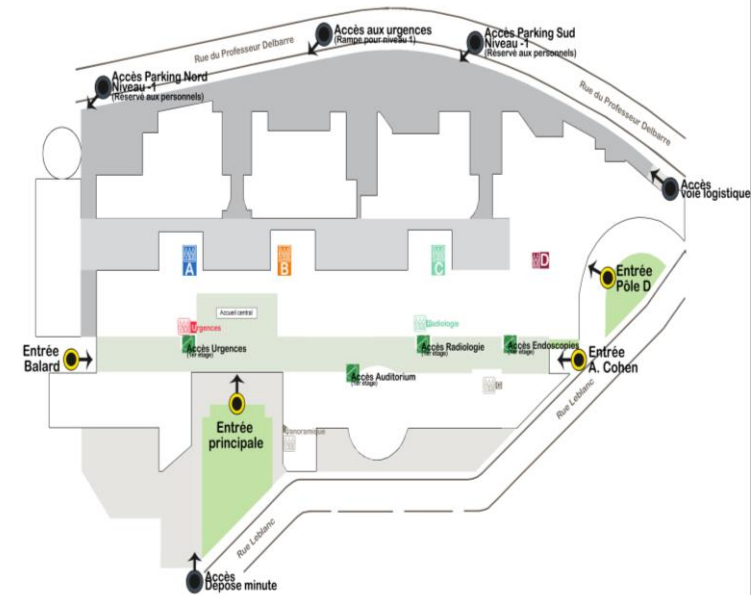 Accès aux urgences
(Rampe pour niveau 1)
Accès Parking Sud
Niveau -1
(Réservé aux personnels)
Rue du Professeur Delbarre
Accès Parking Nord
Niveau -1
(Réservé aux personnels)
Rue du Professeur Delbarre
Accès
voie logistique
A
B
C
D
Entrée
Pôle D
Accueil central
Urgences
Radiologie
Accès Urgences
(1er étage)
Accès Radiologie
(1er étage)
Accès Endoscopies
(1er étage)
Entrée
Balard
Entrée
A. Cohen
Accès Auditorium
(1er étage)
Rue Leblanc
Entrée
principale
Panoramique
Rue Leblanc
Accès
Dépose minute